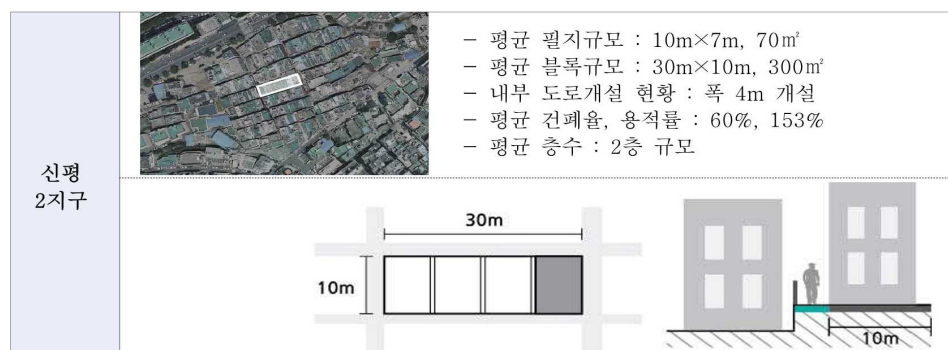 신평
2지구
- 평균 필지규모 : 10m×7m, 70㎡
- 평균 블록규모 : 30m×10m, 300㎡
- 내부 도로개설 현황 : 폭 4m 개설
- 평균 건폐율, 용적률 : 60%, 153%
- 평균 층수 : 2층 규모
30m
10m
10m